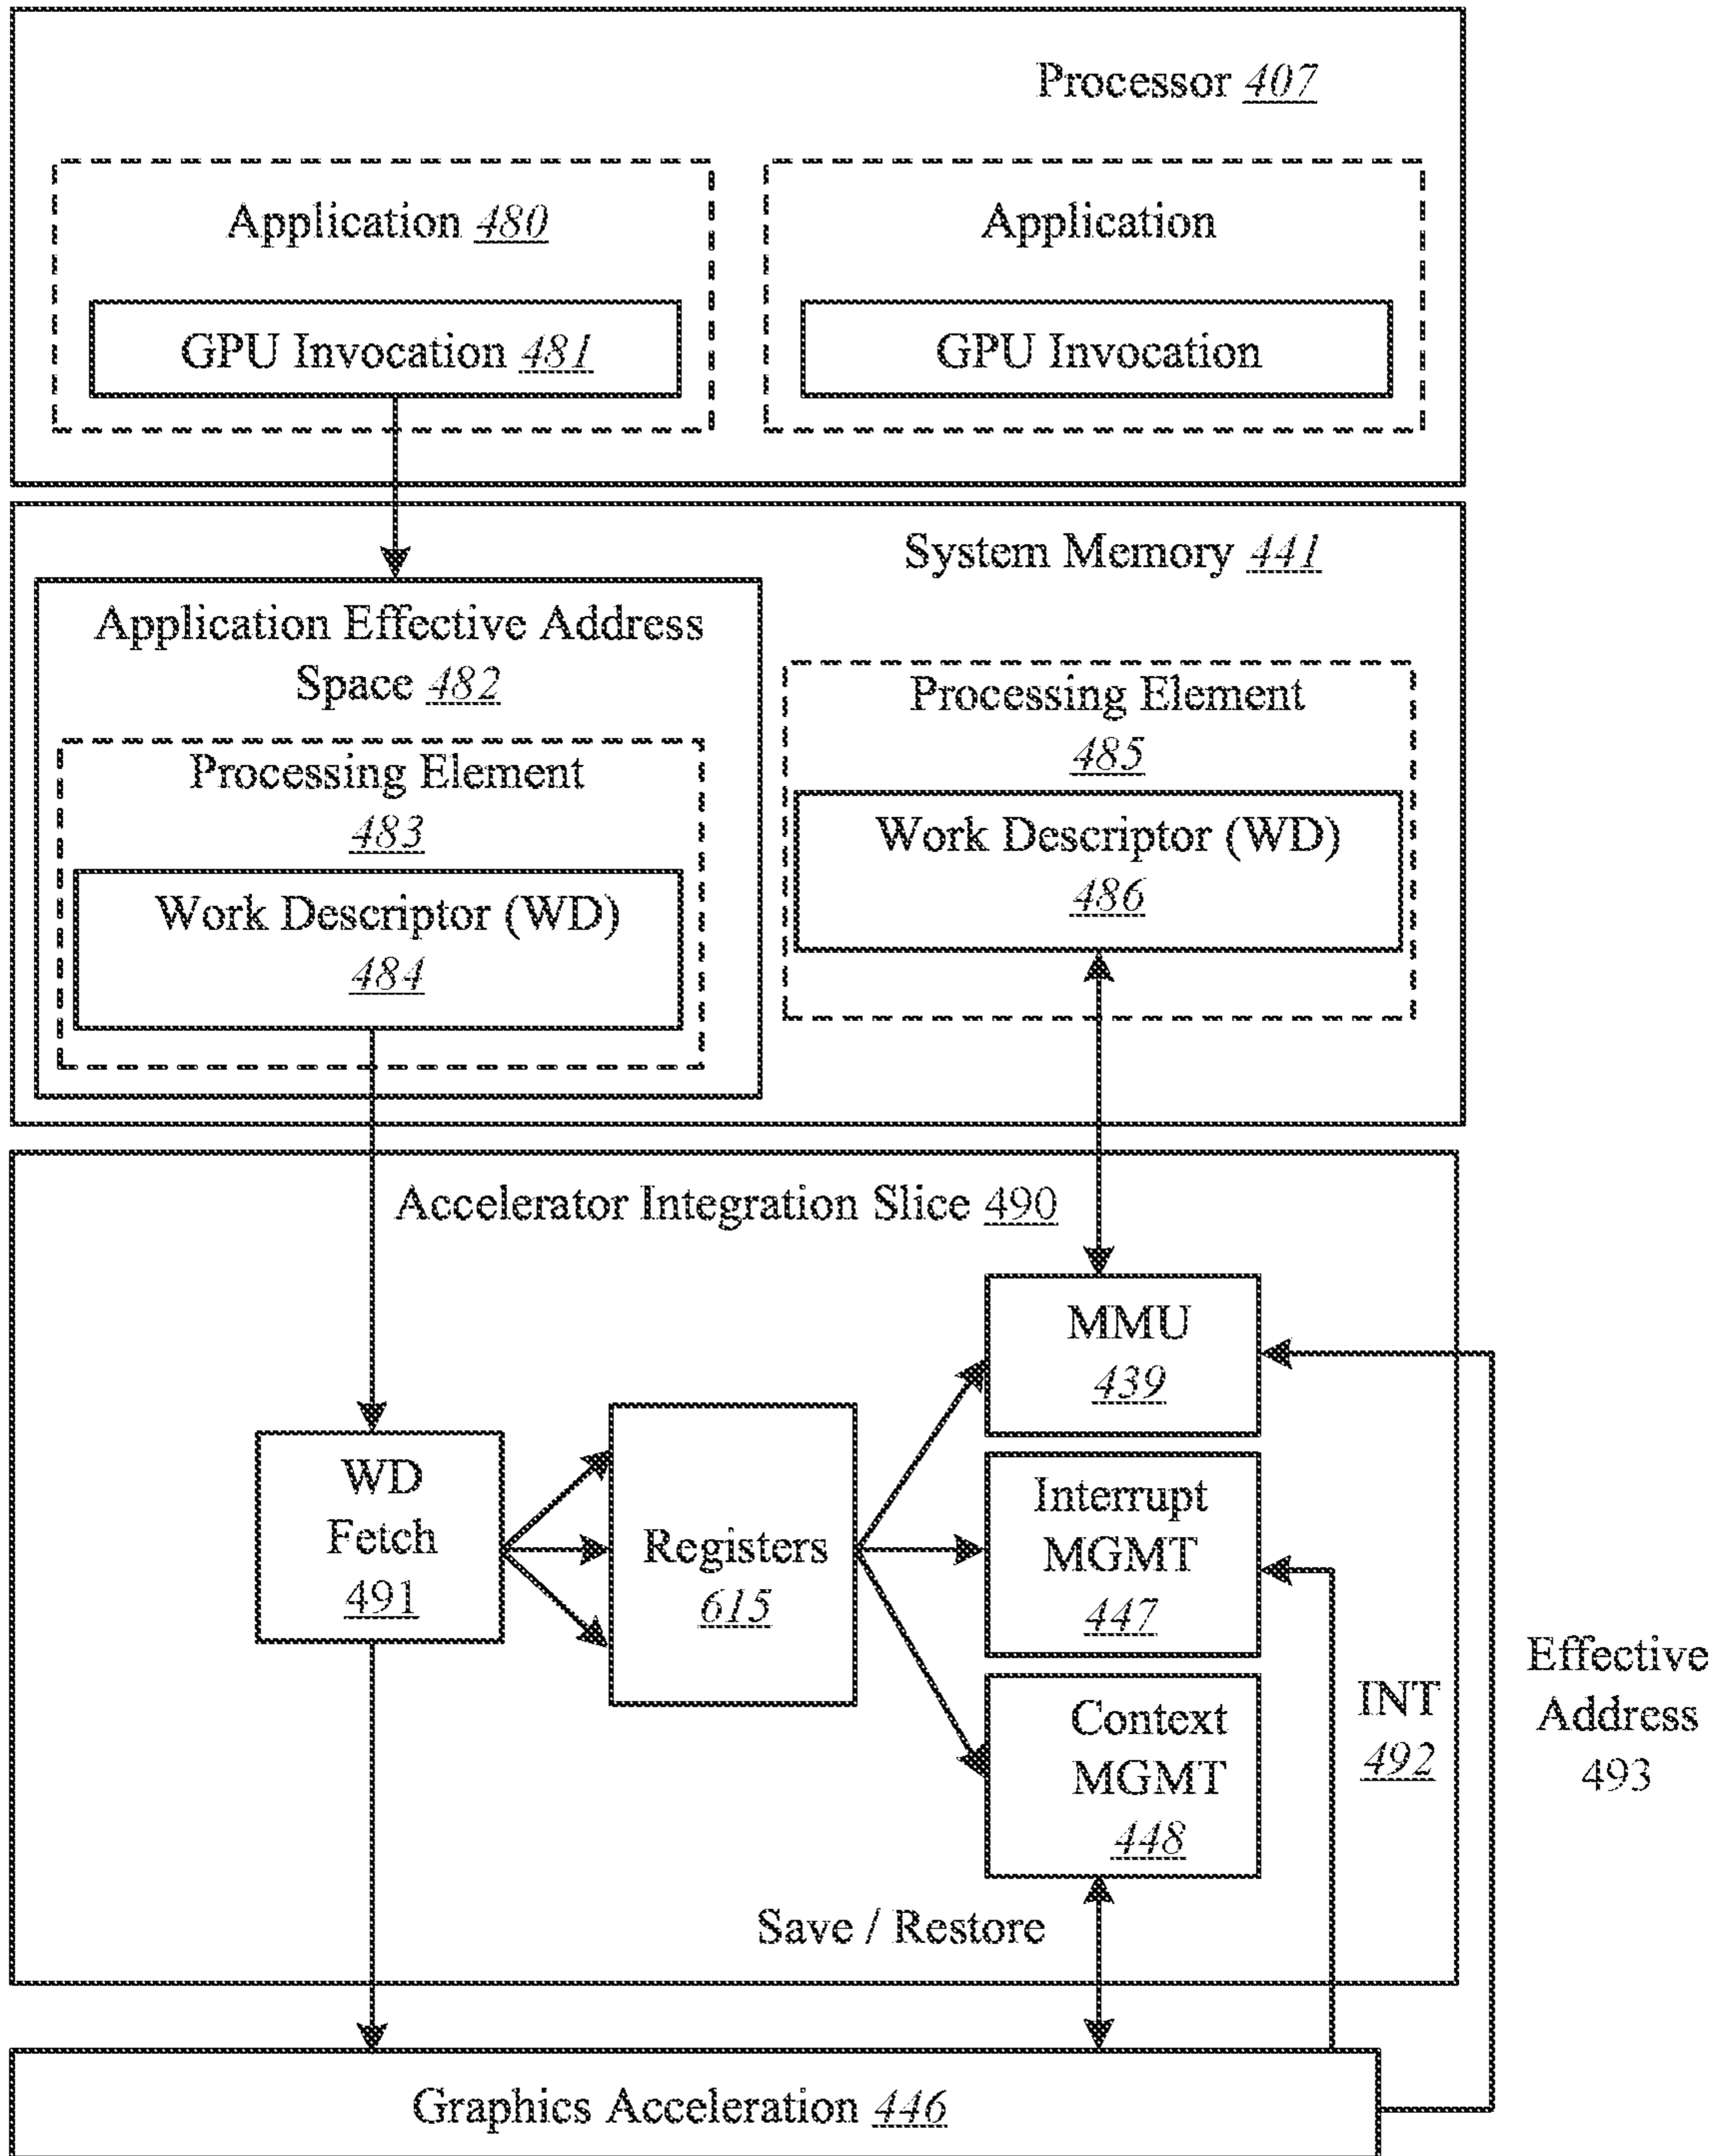 Processor 407
Application 480
Application
GPU Invocation 481
GPU Invocation
System Memory 441
Application Effective Address
Space 482
Processing Element
483
Work Descriptor (WD)
484
Processing Element
485
Work Descriptor (WD)
486
Accelerator Integration Slice 490
WD
Fetch
491
Registers
615
MMU
439
Interrupt
MGMT
447
Context
MGMT
448
INT
492
Effective
Address
493
Save / Restore
Graphics Acceleration 446